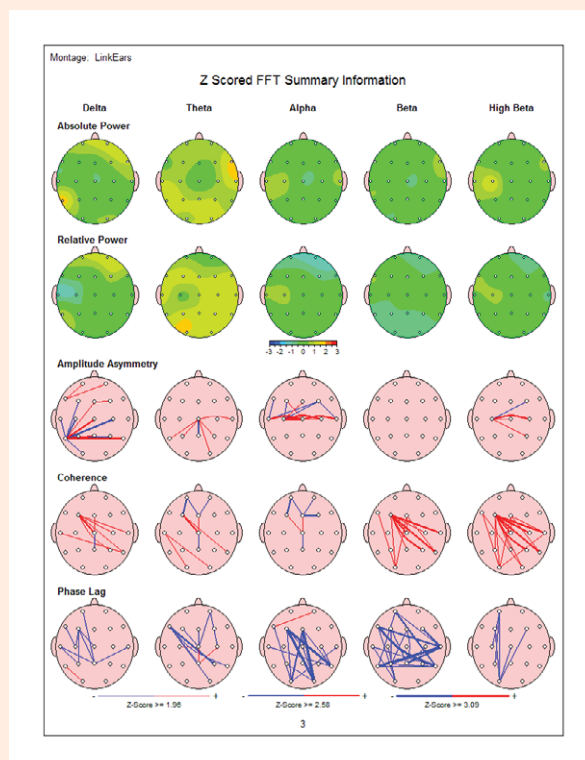 Montage: LinkEars
Z Scored FFT Summary Information
Delta Theta Alpha Beta High Beta
Absolute Power
Relative Power
-3 -2 -1 0 1 2 3
Amplitude Asymmetry
Coherence
Phase Lag
- + - + - +
Z-Score >= 1.96 Z-Score >= 2.58 Z-Score >= 3.09
3